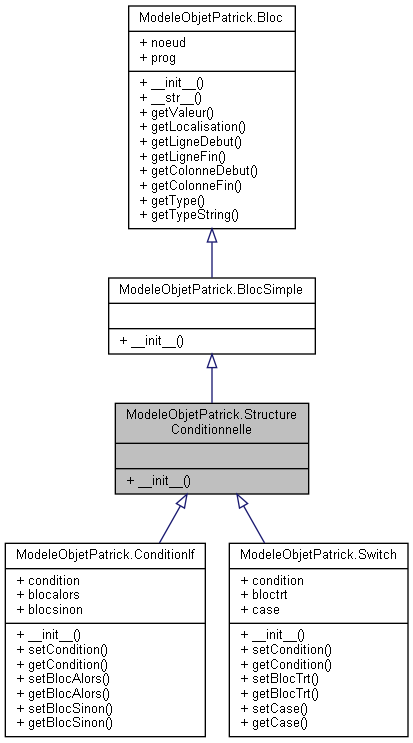 ModeleObjetPatrick.Bloc
+ noeud
+ prog
+ __init__()
+ __str__()
+ getValeur()
+ getLocalisation()
+ getLigneDebut()
+ getLigneFin()
+ getColonneDebut()
+ getColonneFin()
+ getType()
+ getTypeString()
ModeleObjetPatrick.BlocSimple
+ __init__()
ModeleObjetPatrick.Structure
Conditionnelle
+ __init__()
ModeleObjetPatrick.ConditionIf
+ condition
+ blocalors
+ blocsinon
+ __init__()
+ setCondition()
+ getCondition()
+ setBlocAlors()
+ getBlocAlors()
+ setBlocSinon()
+ getBlocSinon()
ModeleObjetPatrick.Switch
+ condition
+ bloctrt
+ case
+ __init__()
+ setCondition()
+ getCondition()
+ setBlocTrt()
+ getBlocTrt()
+ setCase()
+ getCase()